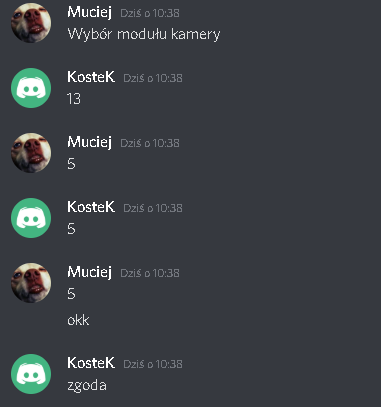 Muciej Dziś o 10:38
Wybór modułu kamery
KosteK Dziś o 10:38
13
Muciej Dziś o 10:38
5
KosteK Dziś o 10:38
5
Muciej Dziś o 10:38
5
okk
KosteK Dziś o 10:38
zgoda